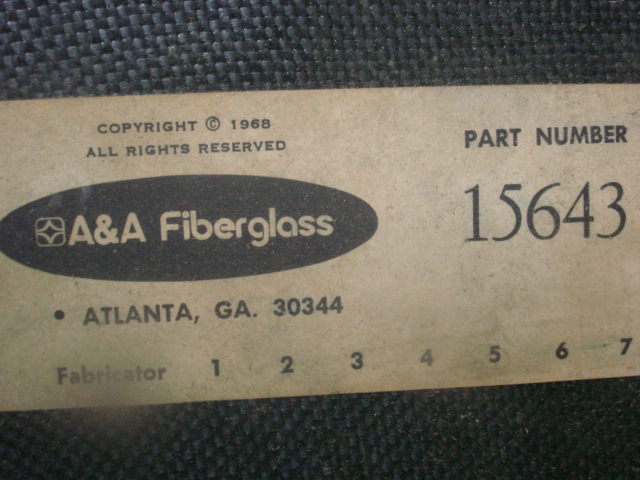 COPYRIGHT © 1968
ALL RIGHTS RESERVED
PART NUMBER
15643
A&A Fiberglass
• ATLANTA, GA. 30344
Fabricator 1 2 3 4 5 6 7